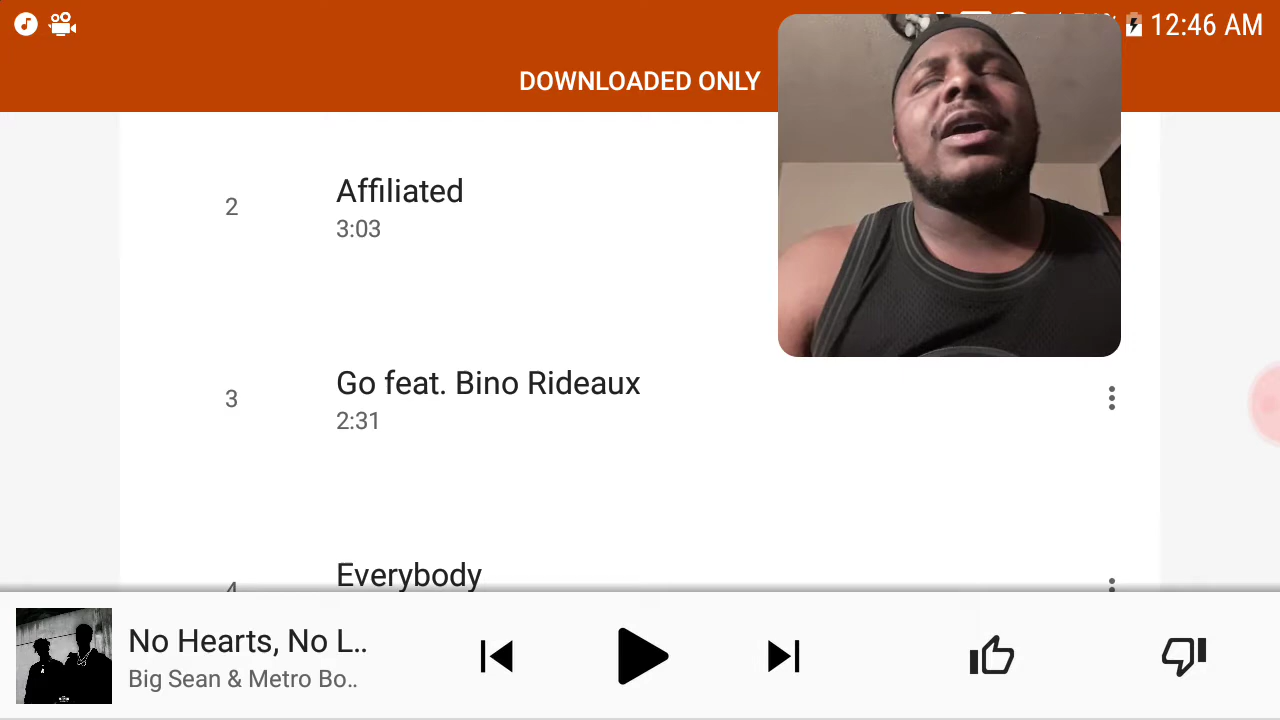 12:46 AM
DOWNLOADED ONLY
2
Affiliated
3:03
3
Go feat. Bino Rideaux
2:31
4
Everybody
No Hearts, No L..
Big Sean & Metro Bo..